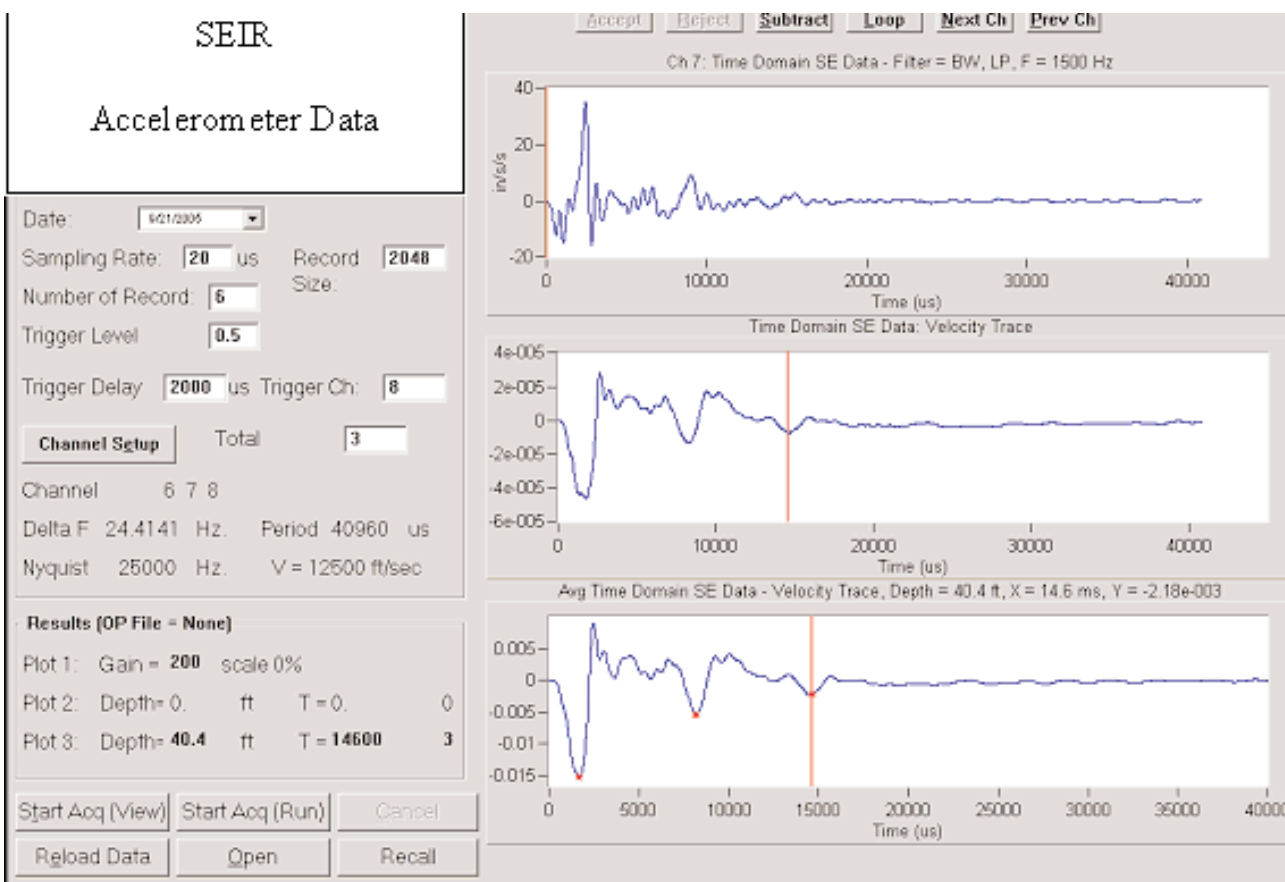 SEIR
Accelerometer Data
Date: 9/21/2005
Sampling Rate: 20 us Record Size: 2048
Number of Record: 6
Trigger Level 0.5
Trigger Delay 2000 us Trigger Ch: 8
Channel Setup Total 3
Channel 6 7 8
Delta F 24.4141 Hz. Period 40960 us
Nyquist 25000 Hz. V = 12500 ft/sec
Results (OP File = None)
Plot 1: Gain = 200 scale 0%
Plot 2: Depth= 0. ft T = 0. 0
Plot 3: Depth= 40.4 ft T = 14600 3
Start Acq (View) Start Acq (Run) Cancel
Reload Data Open Recall
Accept Reject Subtract Loop Next Ch Prev Ch
Ch 7: Time Domain SE Data - Filter = BW, LP, F = 1500 Hz
40
20
0
-20
in/s/s
0 10000 20000 30000 40000
Time (us)
Time Domain SE Data: Velocity Trace
4e-005
2e-005
0
-2e-005
-4e-005
-6e-005
0 10000 20000 30000 40000
Time (us)
Avg Time Domain SE Data - Velocity Trace, Depth = 40.4 ft, X = 14.6 ms, Y = -2.18e-003
0.005
0
-0.005
-0.01
-0.015
0 5000 10000 15000 20000 25000 30000 35000 40000
Time (us)